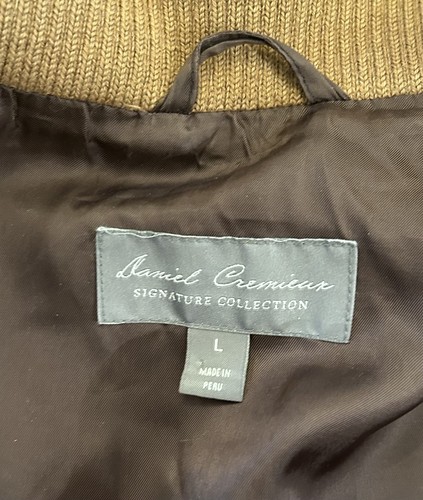 Daniel Cremieux
SIGNATURE COLLECTION
L
MADE IN
PERU